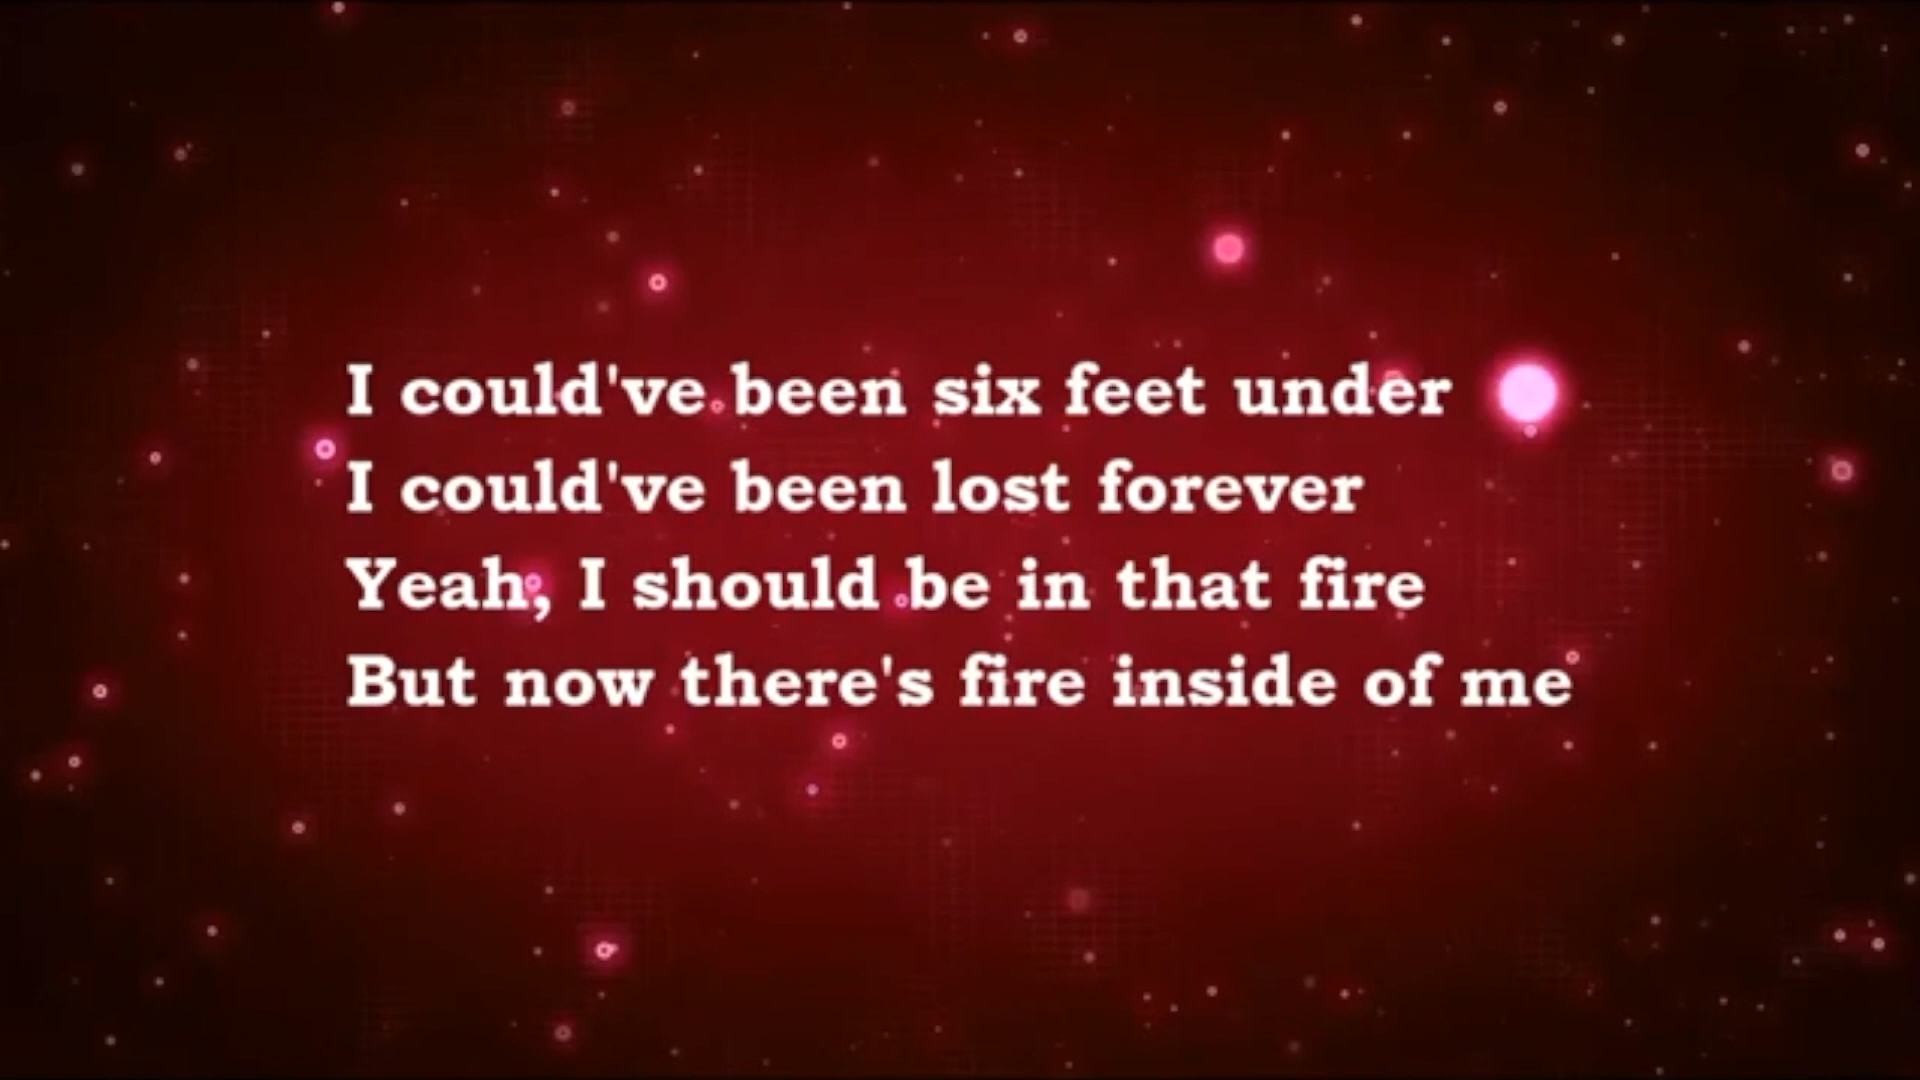 I could've been six feet under
I could've been lost forever
Yeah, I should be in that fire
But now there's fire inside of me